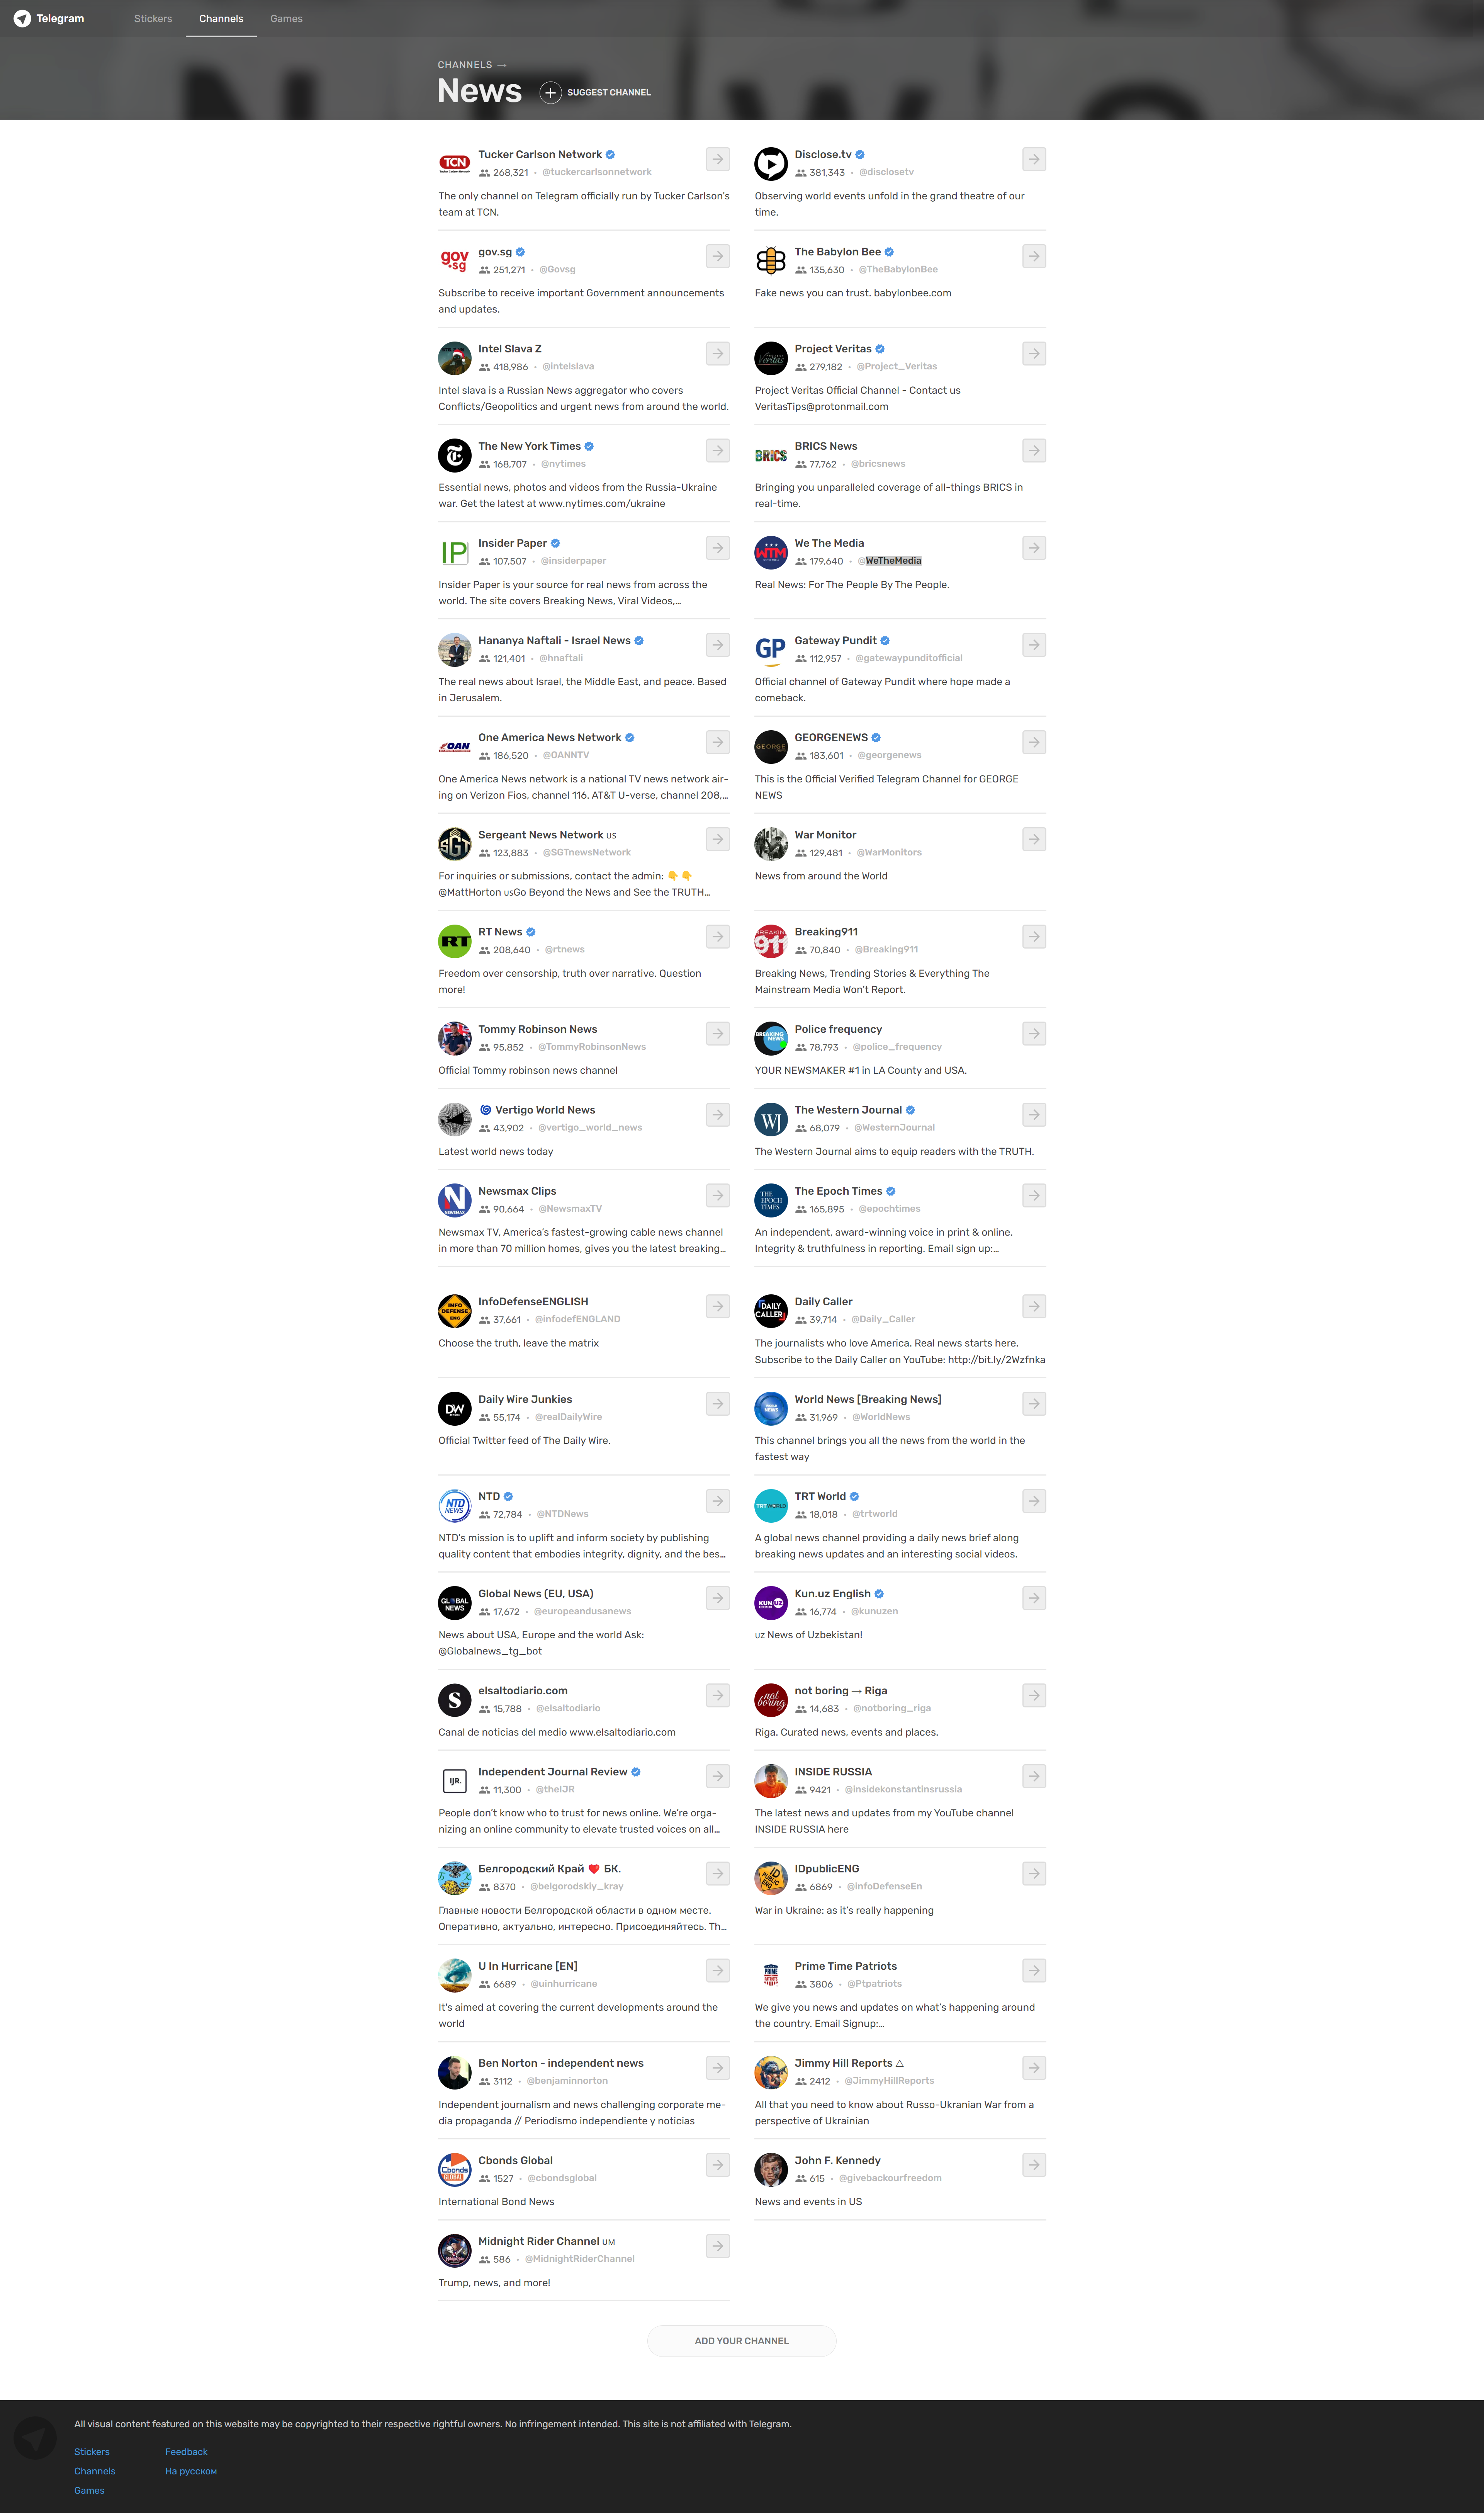 Telegram
Stickers
Channels
Games
CHANNELS →
News
SUGGEST CHANNEL
Tucker Carlson Network
268,321 • @tuckercarlsonnetwork
The only channel on Telegram officially run by Tucker Carlson's
team at TCN.
Disclose.tv
381,343 • @disclosetv
Observing world events unfold in the grand theatre of our
time.
gov.sg
251,271 • @Govsg
Subscribe to receive important Government announcements
and updates.
The Babylon Bee
135,630 • @TheBabylonBee
Fake news you can trust. babylonbee.com
Intel Slava Z
418,986 • @intelslava
Intel slava is a Russian News aggregator who covers
Conflicts/Geopolitics and urgent news from around the world.
Project Veritas
279,182 • @Project_Veritas
Project Veritas Official Channel - Contact us
VeritasTips@protonmail.com
The New York Times
168,707 • @nytimes
Essential news, photos and videos from the Russia-Ukraine
war. Get the latest at www.nytimes.com/ukraine
BRICS News
77,762 • @bricsnews
Bringing you unparalleled coverage of all-things BRICS in
real-time.
Insider Paper
107,507 • @insiderpaper
Insider Paper is your source for real news from across the
world. The site covers Breaking News, Viral Videos,…
We The Media
179,640 • @WeTheMedia
Real News: For The People By The People.
Hananya Naftali - Israel News
121,401 • @hnaftali
The real news about Israel, the Middle East, and peace. Based
in Jerusalem.
Gateway Pundit
112,957 • @gatewaypunditofficial
Official channel of Gateway Pundit where hope made a
comeback.
One America News Network
186,520 • @OANNTV
One America News network is a national TV news network air-
ing on Verizon Fios, channel 116. AT&T U-verse, channel 208,…
GEORGENEWS
183,601 • @georgenews
This is the Official Verified Telegram Channel for GEORGE
NEWS
Sergeant News Network US
123,883 • @SGTnewsNetwork
For inquiries or submissions, contact the admin: 👇👇
@MattHorton USGo Beyond the News and See the TRUTH…
War Monitor
129,481 • @WarMonitors
News from around the World
RT News
208,640 • @rtnews
Freedom over censorship, truth over narrative. Question
more!
Breaking911
70,840 • @Breaking911
Breaking News, Trending Stories & Everything The
Mainstream Media Won't Report.
Tommy Robinson News
95,852 • @TommyRobinsonNews
Official Tommy robinson news channel
Police frequency
78,793 • @police_frequency
YOUR NEWSMAKER #1 in LA County and USA.
🌀 Vertigo World News
43,902 • @vertigo_world_news
Latest world news today
The Western Journal
68,079 • @WesternJournal
The Western Journal aims to equip readers with the TRUTH.
Newsmax Clips
90,664 • @NewsmaxTV
Newsmax TV, America's fastest-growing cable news channel
in more than 70 million homes, gives you the latest breaking…
The Epoch Times
165,895 • @epochtimes
An independent, award-winning voice in print & online.
Integrity & truthfulness in reporting. Email sign up:…
InfoDefenseENGLISH
37,661 • @infodefENGLAND
Choose the truth, leave the matrix
Daily Caller
39,714 • @Daily_Caller
The journalists who love America. Real news starts here.
Subscribe to the Daily Caller on YouTube: http://bit.ly/2Wzfnka
Daily Wire Junkies
55,174 • @realDailyWire
Official Twitter feed of The Daily Wire.
World News [Breaking News]
31,969 • @WorldNews
This channel brings you all the news from the world in the
fastest way
NTD
72,784 • @NTDNews
NTD's mission is to uplift and inform society by publishing
quality content that embodies integrity, dignity, and the bes…
TRT World
18,018 • @trtworld
A global news channel providing a daily news brief along
breaking news updates and an interesting social videos.
Global News (EU, USA)
17,672 • @europeandusanews
News about USA, Europe and the world Ask:
@Globalnews_tg_bot
Kun.uz English
16,774 • @kunuzen
UZ News of Uzbekistan!
elsaltodiario.com
15,788 • @elsaltodiario
Canal de noticias del medio www.elsaltodiario.com
not boring → Riga
14,683 • @notboring_riga
Riga. Curated news, events and places.
Independent Journal Review
11,300 • @theIJR
People don't know who to trust for news online. We're orga-
nizing an online community to elevate trusted voices on all…
INSIDE RUSSIA
9421 • @insidekonstantinsrussia
The latest news and updates from my YouTube channel
INSIDE RUSSIA here
Белгородский Край ❤️ БК.
8370 • @belgorodskiy_kray
Главные новости Белгородской области в одном месте.
Оперативно, актуально, интересно. Присоединяйтесь. Th…
IDpublicENG
6869 • @infoDefenseEn
War in Ukraine: as it's really happening
U In Hurricane [EN]
6689 • @uinhurricane
It's aimed at covering the current developments around the
world
Prime Time Patriots
3806 • @Ptpatriots
We give you news and updates on what's happening around
the country. Email Signup:…
Ben Norton - independent news
3112 • @benjaminnorton
Independent journalism and news challenging corporate me-
dia propaganda // Periodismo independiente y noticias
Jimmy Hill Reports △
2412 • @JimmyHillReports
All that you need to know about Russo-Ukranian War from a
perspective of Ukrainian
Cbonds Global
1527 • @cbondsglobal
International Bond News
John F. Kennedy
615 • @givebackourfreedom
News and events in US
Midnight Rider Channel UM
586 • @MidnightRiderChannel
Trump, news, and more!
ADD YOUR CHANNEL
All visual content featured on this website may be copyrighted to their respective rightful owners. No infringement intended. This site is not affiliated with Telegram.
Stickers
Feedback
Channels
На русском
Games